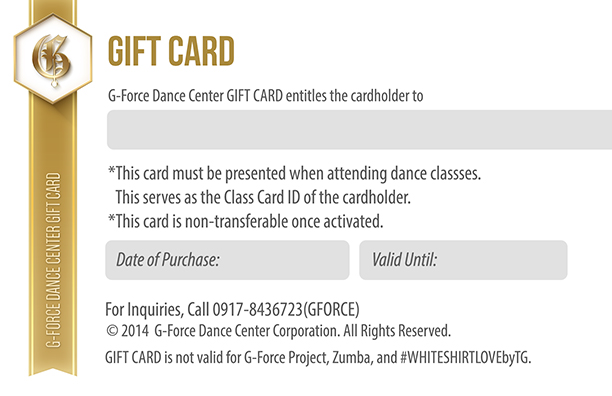 G
GIFT CARD
G-Force Dance Center GIFT CARD entitles the cardholder to
*This card must be presented when attending dance classses.
This serves as the Class Card ID of the cardholder.
*This card is non-transferable once activated.
Date of Purchase:
Valid Until:
For Inquiries, Call 0917-8436723(GFORCE)
© 2014 G-Force Dance Center Corporation. All Rights Reserved.
GIFT CARD is not valid for G-Force Project, Zumba, and #WHITESHIRTLOVEbyTG.
G-FORCE DANCE CENTER GIFT CARD